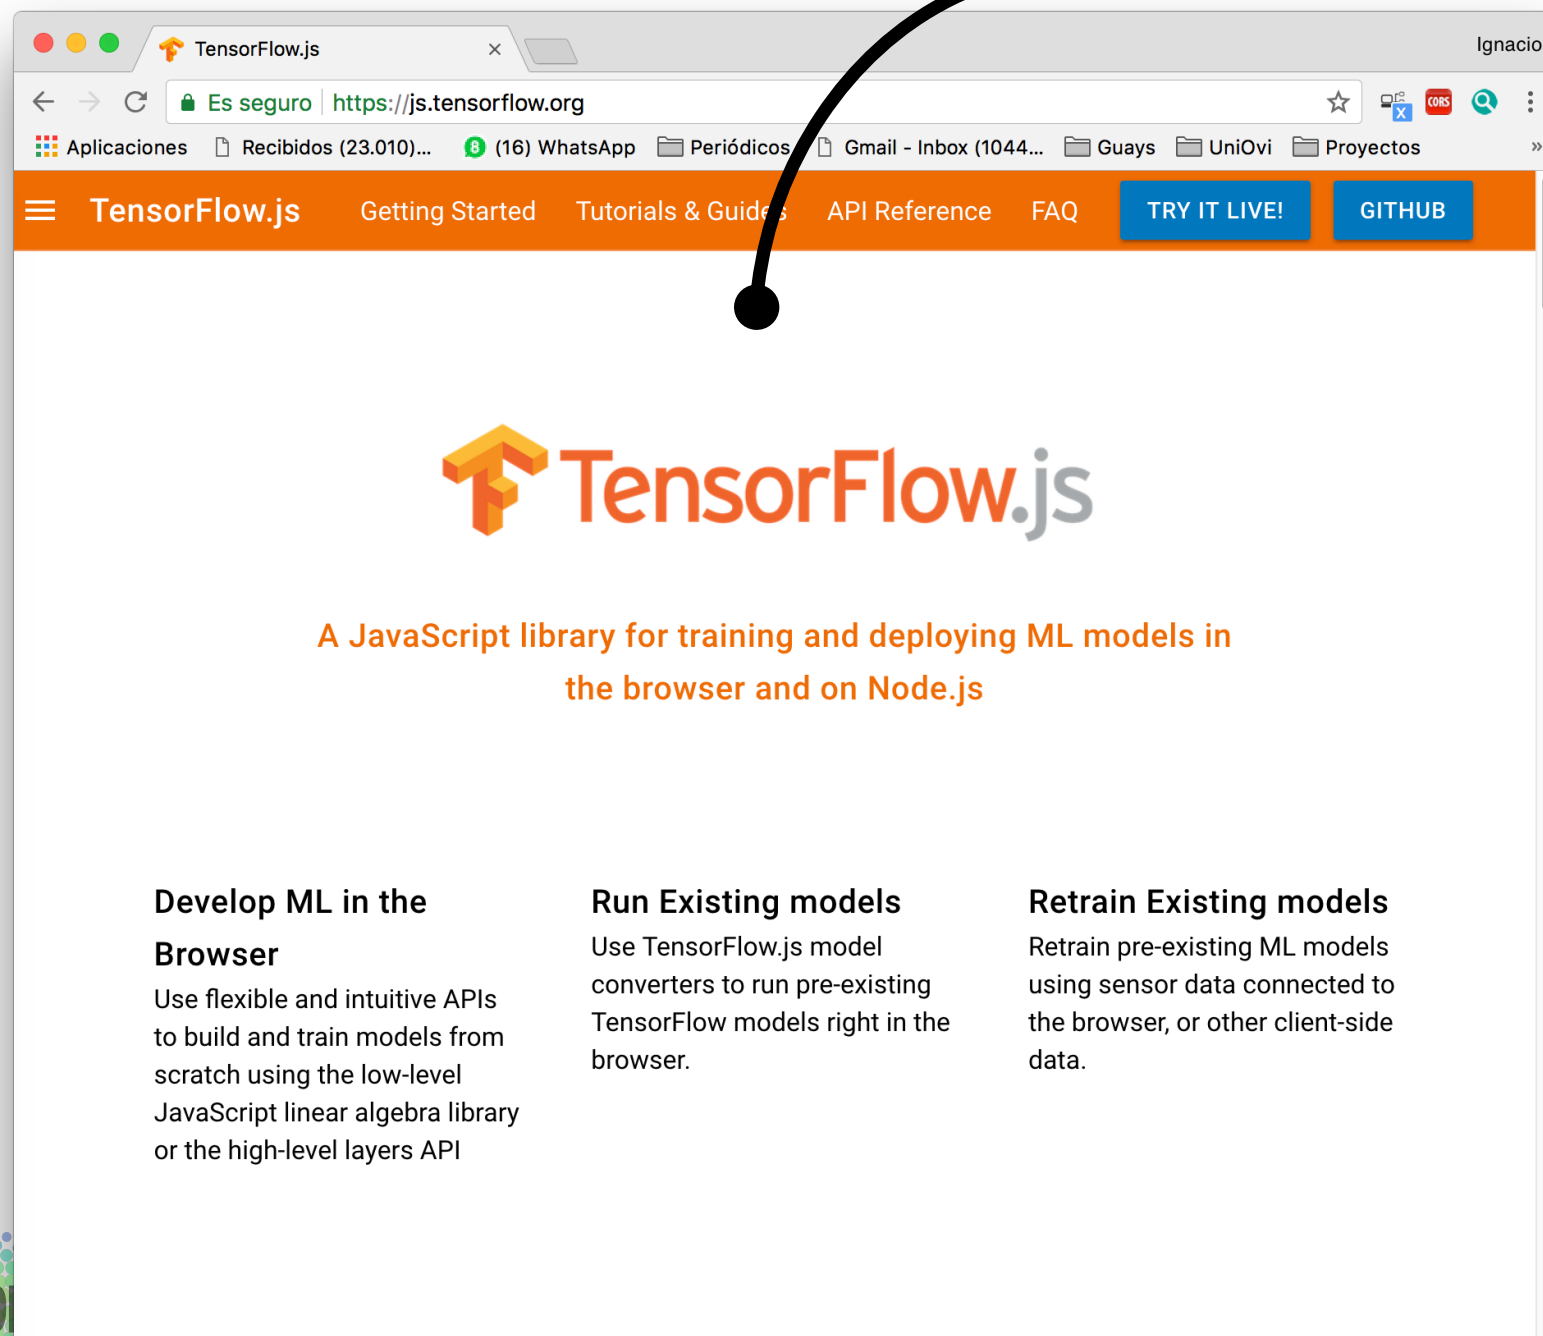 TensorFlow.js
Ignacio
Es seguro https://js.tensorflow.org
CORS
Aplicaciones Recibidos (23.010)... 8 (16) WhatsApp Periódicos Gmail - Inbox (1044... Guays UniOvi Proyectos »
TensorFlow.js Getting Started Tutorials & Guides API Reference FAQ TRY IT LIVE! GITHUB
TensorFlow.js
A JavaScript library for training and deploying ML models in
the browser and on Node.js
Develop ML in the
Browser
Use flexible and intuitive APIs
to build and train models from
scratch using the low-level
JavaScript linear algebra library
or the high-level layers API
Run Existing models
Use TensorFlow.js model
converters to run pre-existing
TensorFlow models right in the
browser.
Retrain Existing models
Retrain pre-existing ML models
using sensor data connected to
the browser, or other client-side
data.